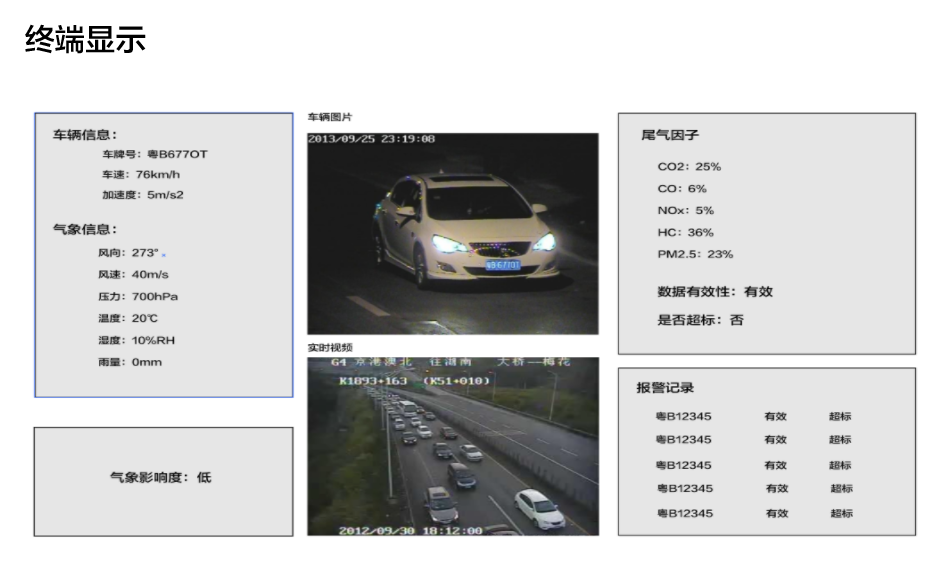 终端显示
车辆信息：
车牌号：粤B677OT
车速：76km/h
加速度：5m/s2
气象信息：
风向：273°
风速：40m/s
压力：700hPa
温度：20℃
湿度：10%RH
雨量：0mm
气象影响度：低
车辆图片
2013/09/25 23:19:08
粤B·677OT
实时视频
G4 京港澳北 往湖南 大桥一梅花
K1893+163 (K51+010)
2012/09/30 18:12:00
尾气因子
CO2：25%
CO：6%
NOx：5%
HC：36%
PM2.5：23%
数据有效性：有效
是否超标：否
报警记录
粤B12345 有效 超标
粤B12345 有效 超标
粤B12345 有效 超标
粤B12345 有效 超标
粤B12345 有效 超标